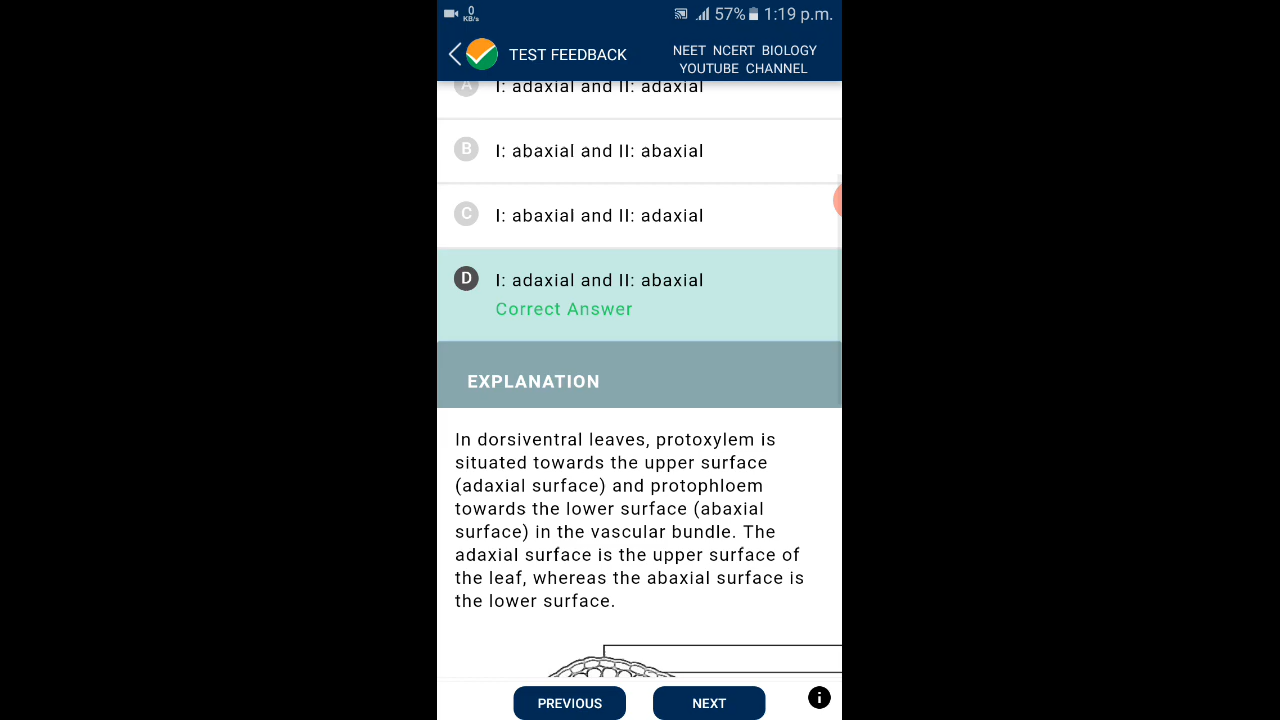 0
KB/s
57%
1:19 p.m.
TEST FEEDBACK
NEET NCERT BIOLOGY
YOUTUBE CHANNEL
A
I: adaxial and II: adaxial
B
I: abaxial and II: abaxial
C
I: abaxial and II: adaxial
D
I: adaxial and II: abaxial
Correct Answer
EXPLANATION
In dorsiventral leaves, protoxylem is
situated towards the upper surface
(adaxial surface) and protophloem
towards the lower surface (abaxial
surface) in the vascular bundle. The
adaxial surface is the upper surface of
the leaf, whereas the abaxial surface is
the lower surface.
PREVIOUS
NEXT
i